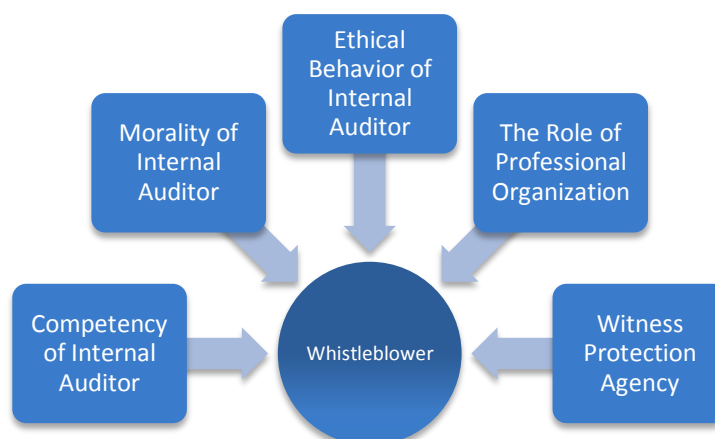 Ethical
Behavior of
Internal
Auditor
Morality of
Internal
Auditor
The Role of
Professional
Organization
Competency
of Internal
Auditor
Whistleblower
Witness
Protection
Agency